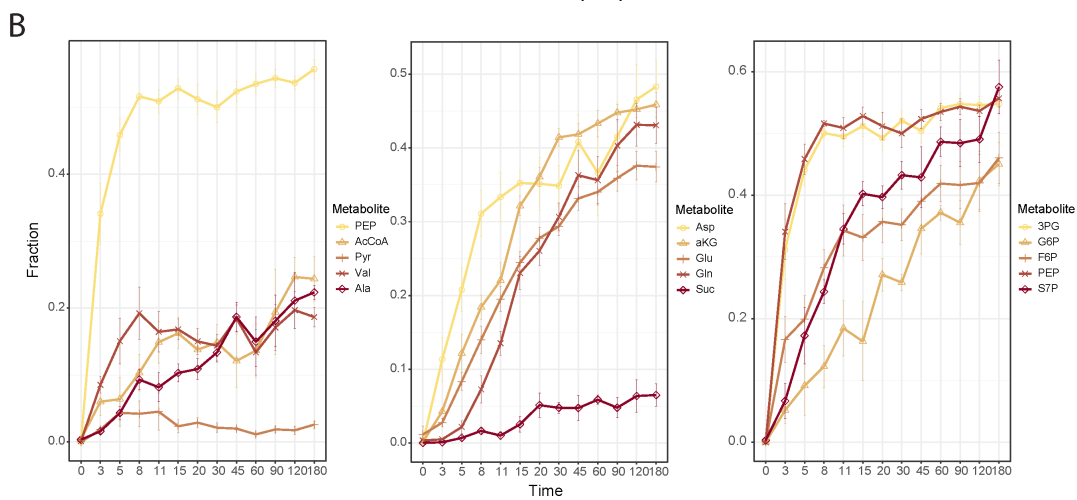 B
Fraction
0.4
0.2
0.0
0 3 5 8 11 15 20 30 45 60 90 120180
Metabolite
PEP
AcCoA
Pyr
Val
Ala
0.5
0.4
0.3
0.2
0.1
0.0
0 3 5 8 11 15 20 30 45 60 90 120180
Time
Metabolite
Asp
aKG
Glu
Gln
Suc
0.6
0.4
0.2
0.0
0 3 5 8 11 15 20 30 45 60 90 120180
Metabolite
3PG
G6P
F6P
PEP
S7P